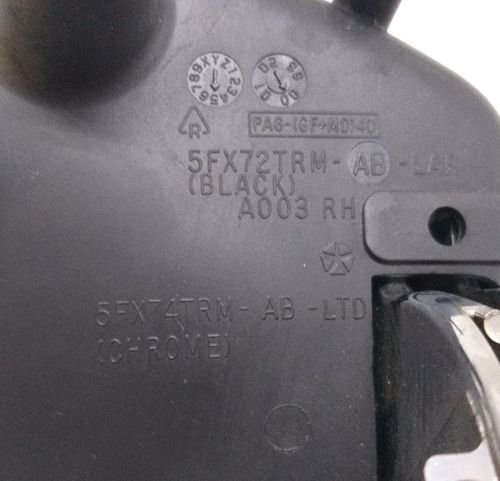 PA6-(GF+MD)40
R
5FX72TRM- AB -LAR
(BLACK)
A003 RH
5FX74TRM- AB -LTD
(CHROME)